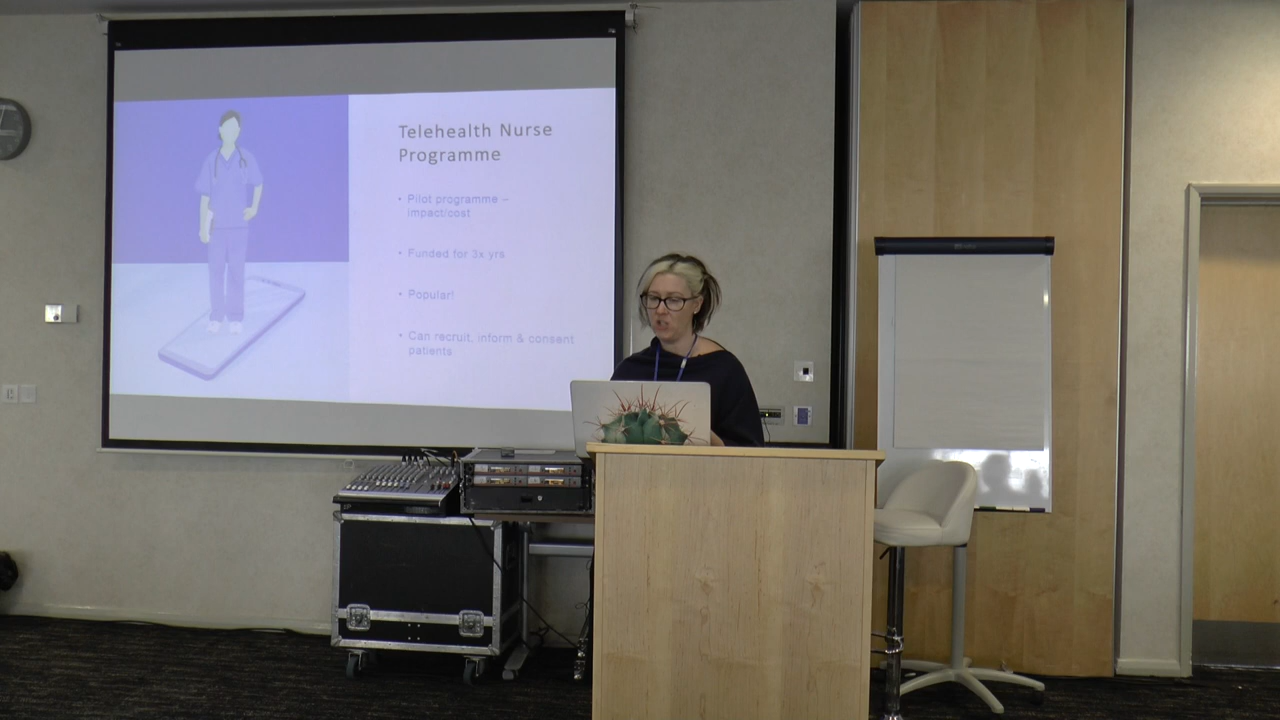 Telehealth Nurse
Programme
• Pilot programme –
impact/cost
• Funded for 3x yrs
• Popular!
• Can recruit, inform & consent
patients